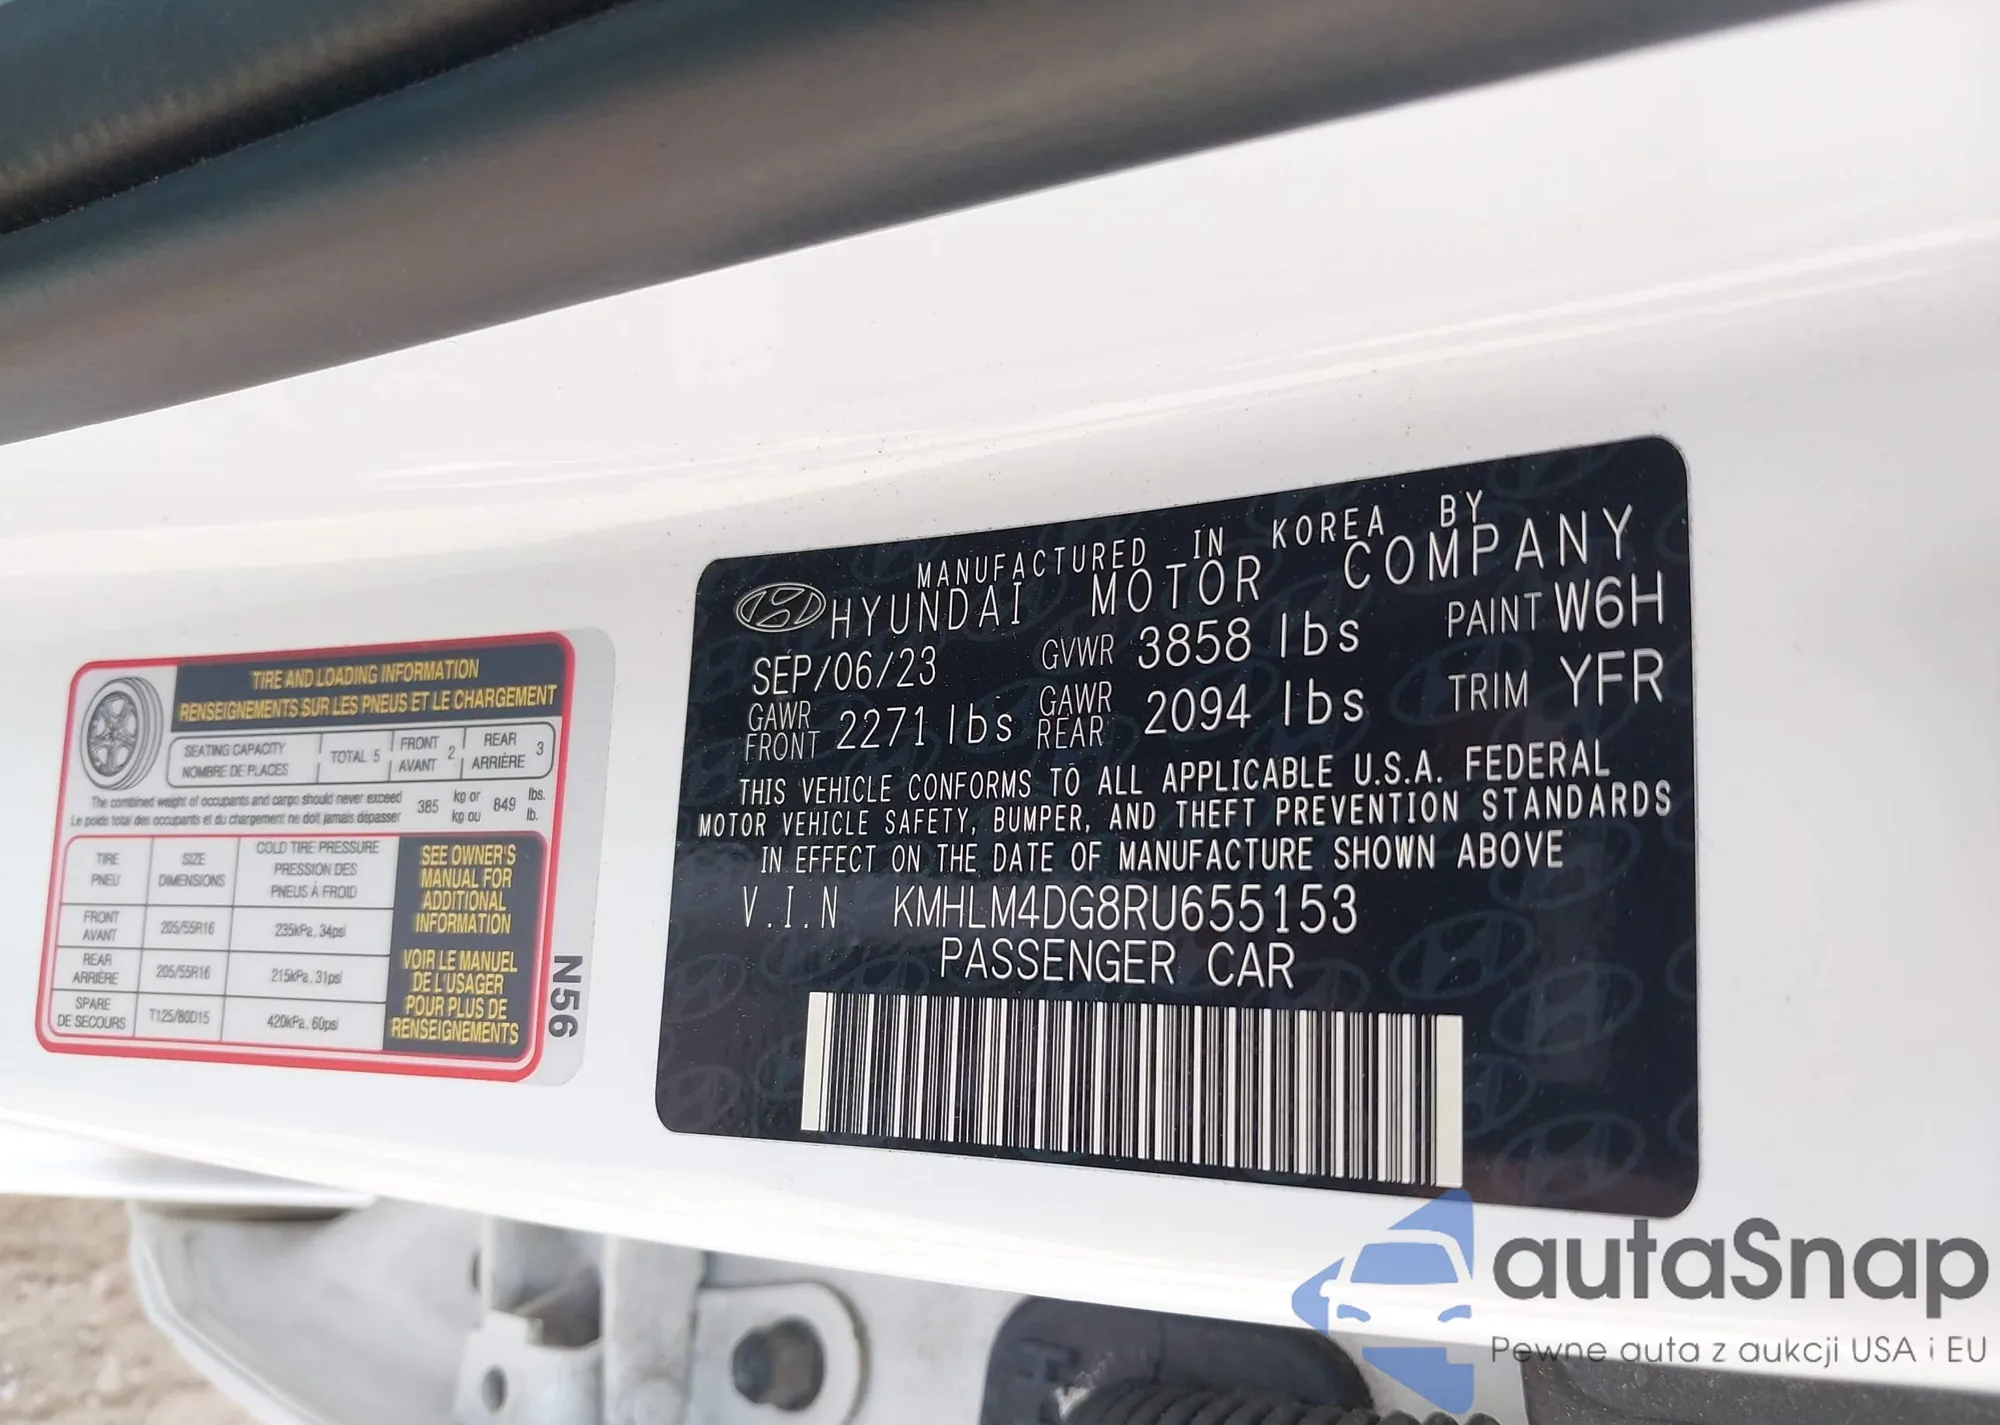 TIRE AND LOADING INFORMATION
RENSEIGNEMENTS SUR LES PNEUS ET LE CHARGEMENT
SEATING CAPACITY TOTAL 5 FRONT 2 REAR 3
NOMBRE DE PLACES AVANT ARRIÈRE
The combined weight of occupants and cargo should never exceed 385 kg or 849 lbs.
Le poids total des occupants et du chargement ne doit jamais dépasser kg ou lb.
TIRE SIZE COLD TIRE PRESSURE
PNEU DIMENSIONS PRESSION DES
PNEUS À FROID
FRONT
AVANT 205/55R16 235kPa, 34psi
REAR
ARRIÈRE 205/55R16 215kPa, 31psi
SPARE
DE SECOURS T125/80D15 420kPa, 60psi
SEE OWNER'S
MANUAL FOR
ADDITIONAL
INFORMATION
VOIR LE MANUEL
DE L'USAGER
POUR PLUS DE
RENSEIGNEMENTS
N56
MANUFACTURED IN KOREA BY
HYUNDAI MOTOR COMPANY
SEP/06/23 GVWR 3858 lbs PAINT W6H
GAWR FRONT 2271 lbs GAWR REAR 2094 lbs TRIM YFR
THIS VEHICLE CONFORMS TO ALL APPLICABLE U.S.A. FEDERAL
MOTOR VEHICLE SAFETY, BUMPER, AND THEFT PREVENTION STANDARDS
IN EFFECT ON THE DATE OF MANUFACTURE SHOWN ABOVE
V.I.N KMHLM4DG8RU655153
PASSENGER CAR
autaSnap
Pewne auta z aukcji USA i EU